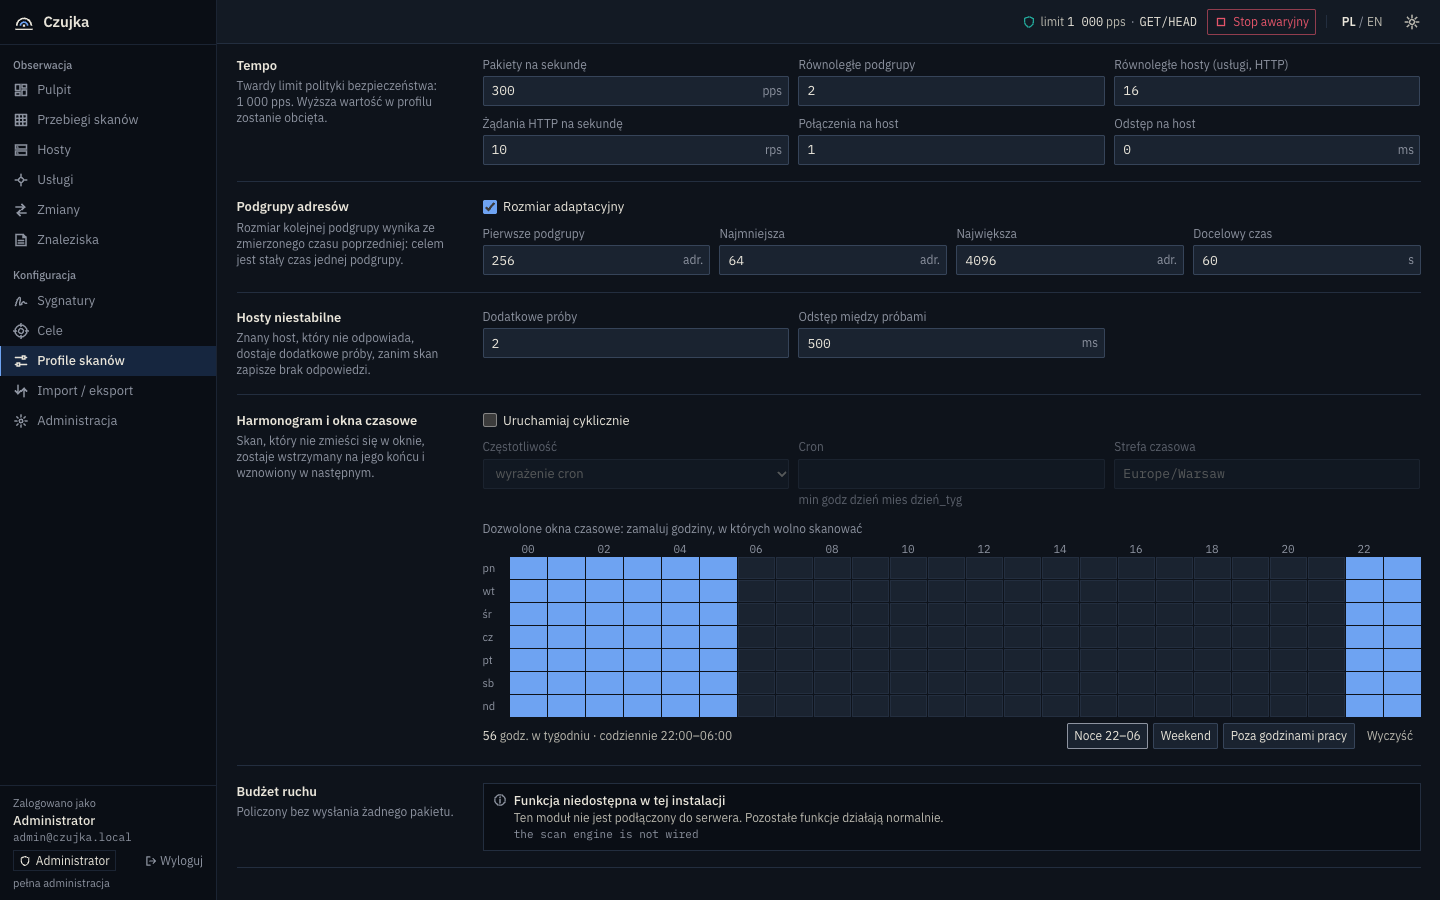 Czujka
limit 1 000 pps · GET/HEAD
Stop awaryjny
PL / EN
Obserwacja
Pulpit
Przebiegi skanów
Hosty
Usługi
Zmiany
Znaleziska
Konfiguracja
Sygnatury
Cele
Profile skanów
Import / eksport
Administracja
Zalogowano jako
Administrator
admin@czujka.local
Administrator
Wyloguj
pełna administracja
Tempo
Twardy limit polityki bezpieczeństwa:
1 000 pps. Wyższa wartość w profilu
zostanie obcięta.
Pakiety na sekundę
300 pps
Równoległe podgrupy
2
Równoległe hosty (usługi, HTTP)
16
Żądania HTTP na sekundę
10 rps
Połączenia na host
1
Odstęp na host
0 ms
Podgrupy adresów
Rozmiar kolejnej podgrupy wynika ze
zmierzonego czasu poprzedniej: celem
jest stały czas jednej podgrupy.
Rozmiar adaptacyjny
Pierwsze podgrupy
256 adr.
Najmniejsza
64 adr.
Największa
4096 adr.
Docelowy czas
60 s
Hosty niestabilne
Znany host, który nie odpowiada,
dostaje dodatkowe próby, zanim skan
zapisze brak odpowiedzi.
Dodatkowe próby
2
Odstęp między próbami
500 ms
Harmonogram i okna czasowe
Skan, który nie zmieści się w oknie,
zostaje wstrzymany na jego końcu i
wznowiony w następnym.
Uruchamiaj cyklicznie
Częstotliwość
wyrażenie cron
Cron
min godz dzień mies dzień_tyg
Strefa czasowa
Europe/Warsaw
Dozwolone okna czasowe: zamaluj godziny, w których wolno skanować
00 02 04 06 08 10 12 14 16 18 20 22
pn
wt
śr
cz
pt
sb
nd
56 godz. w tygodniu · codziennie 22:00–06:00
Noce 22–06
Weekend
Poza godzinami pracy
Wyczyść
Budżet ruchu
Policzony bez wysłania żadnego pakietu.
Funkcja niedostępna w tej instalacji
Ten moduł nie jest podłączony do serwera. Pozostałe funkcje działają normalnie.
the scan engine is not wired